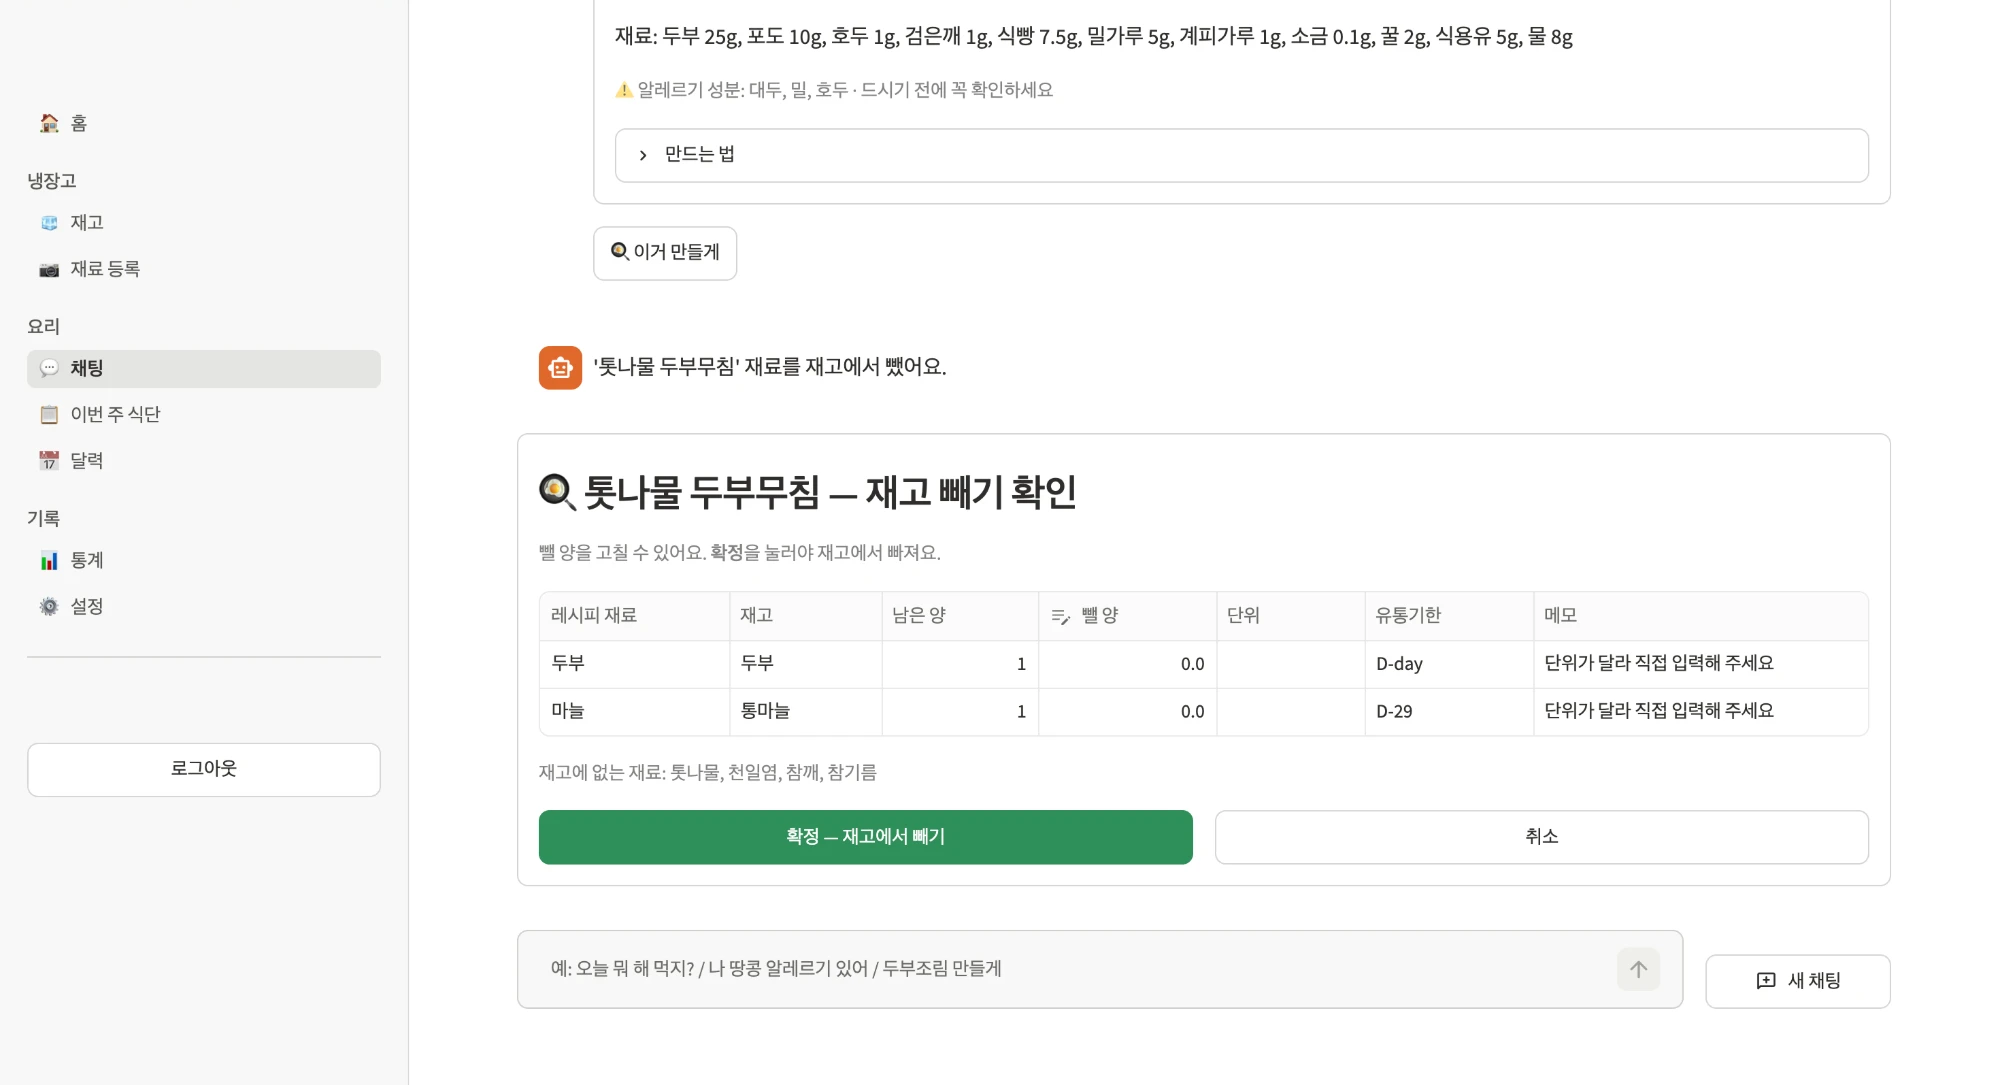 홈
냉장고
재고
재료 등록
요리
채팅
이번 주 식단
17 달력
기록
통계
설정
로그아웃
재료: 두부 25g, 포도 10g, 호두 1g, 검은깨 1g, 식빵 7.5g, 밀가루 5g, 계피가루 1g, 소금 0.1g, 꿀 2g, 식용유 5g, 물 8g
알레르기 성분: 대두, 밀, 호두 · 드시기 전에 꼭 확인하세요
만드는 법
이거 만들게
'톳나물 두부무침' 재료를 재고에서 뺐어요.
톳나물 두부무침 — 재고 빼기 확인
뺄 양을 고칠 수 있어요. 확정을 눌러야 재고에서 빠져요.
레시피 재료 재고 남은 양 뺄 양 단위 유통기한 메모
두부 두부 1 0.0 D-day 단위가 달라 직접 입력해 주세요
마늘 통마늘 1 0.0 D-29 단위가 달라 직접 입력해 주세요
재고에 없는 재료: 톳나물, 천일염, 참깨, 참기름
확정 — 재고에서 빼기
취소
예: 오늘 뭐 해 먹지? / 나 땅콩 알레르기 있어 / 두부조림 만들게
새 채팅